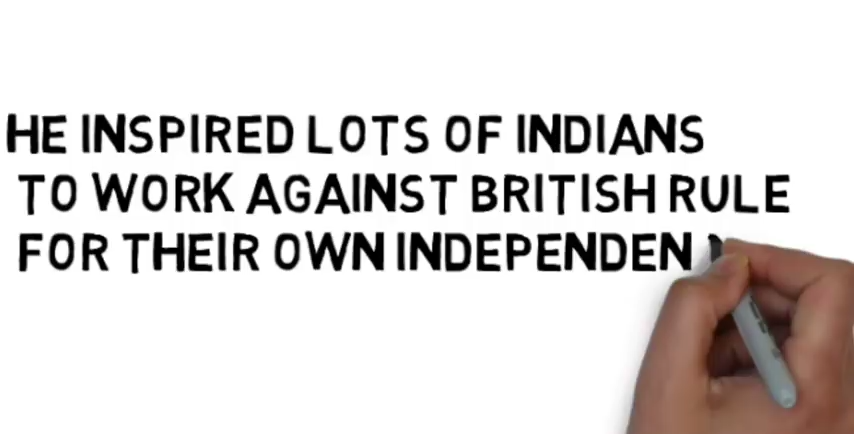 HE INSPIRED LOTS OF INDIANS
TO WORK AGAINST BRITISH RULE
FOR THEIR OWN INDEPENDEN